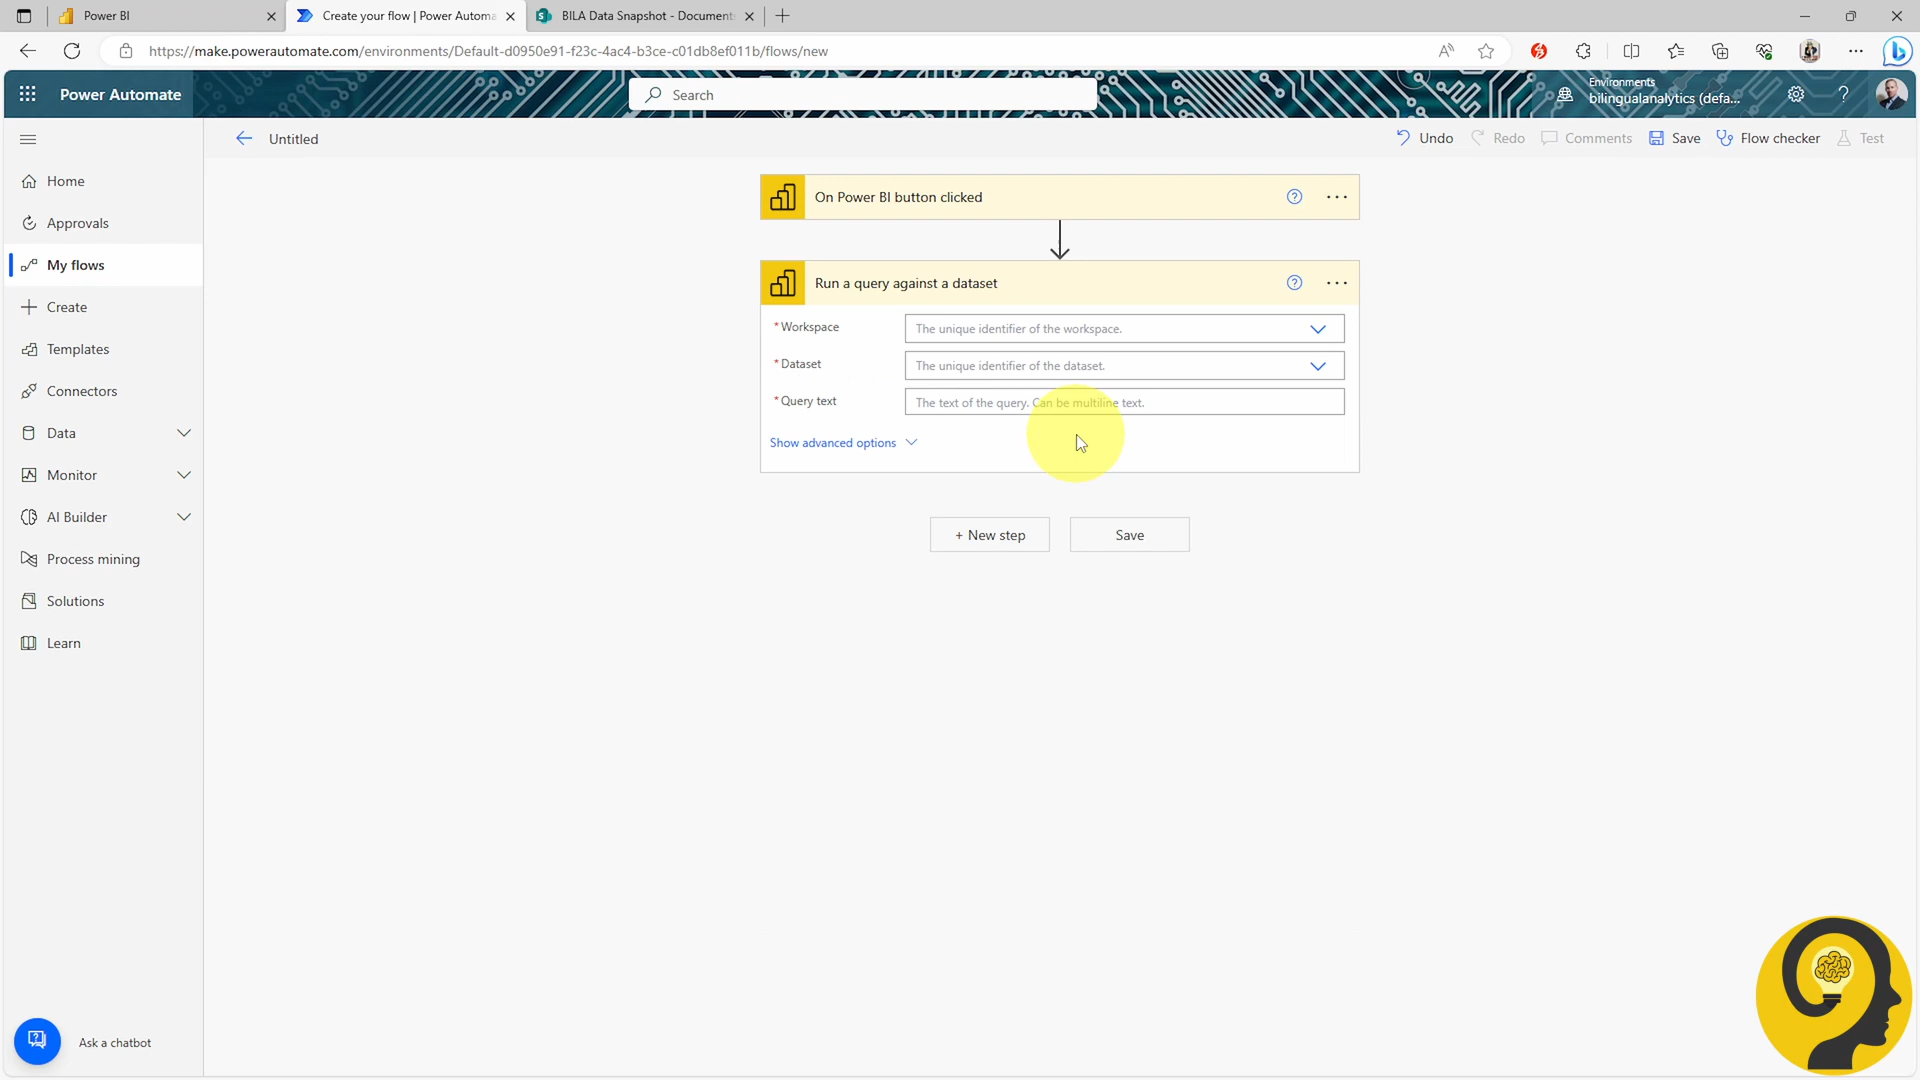 Power BI
Create your flow | Power Automa
BILA Data Snapshot - Document
https://make.powerautomate.com/environments/Default-d0950e91-f23c-4ac4-b3ce-c01db8ef011b/flows/new
Power Automate
Search
Environments
bilingualanalytics (defa...
Untitled
Undo
Redo
Comments
Save
Flow checker
Test
Home
Approvals
My flows
Create
Templates
Connectors
Data
Monitor
AI Builder
Process mining
Solutions
Learn
On Power BI button clicked
Run a query against a dataset
* Workspace
The unique identifier of the workspace.
* Dataset
The unique identifier of the dataset.
* Query text
The text of the query. Can be multiline text.
Show advanced options
+ New step
Save
Ask a chatbot